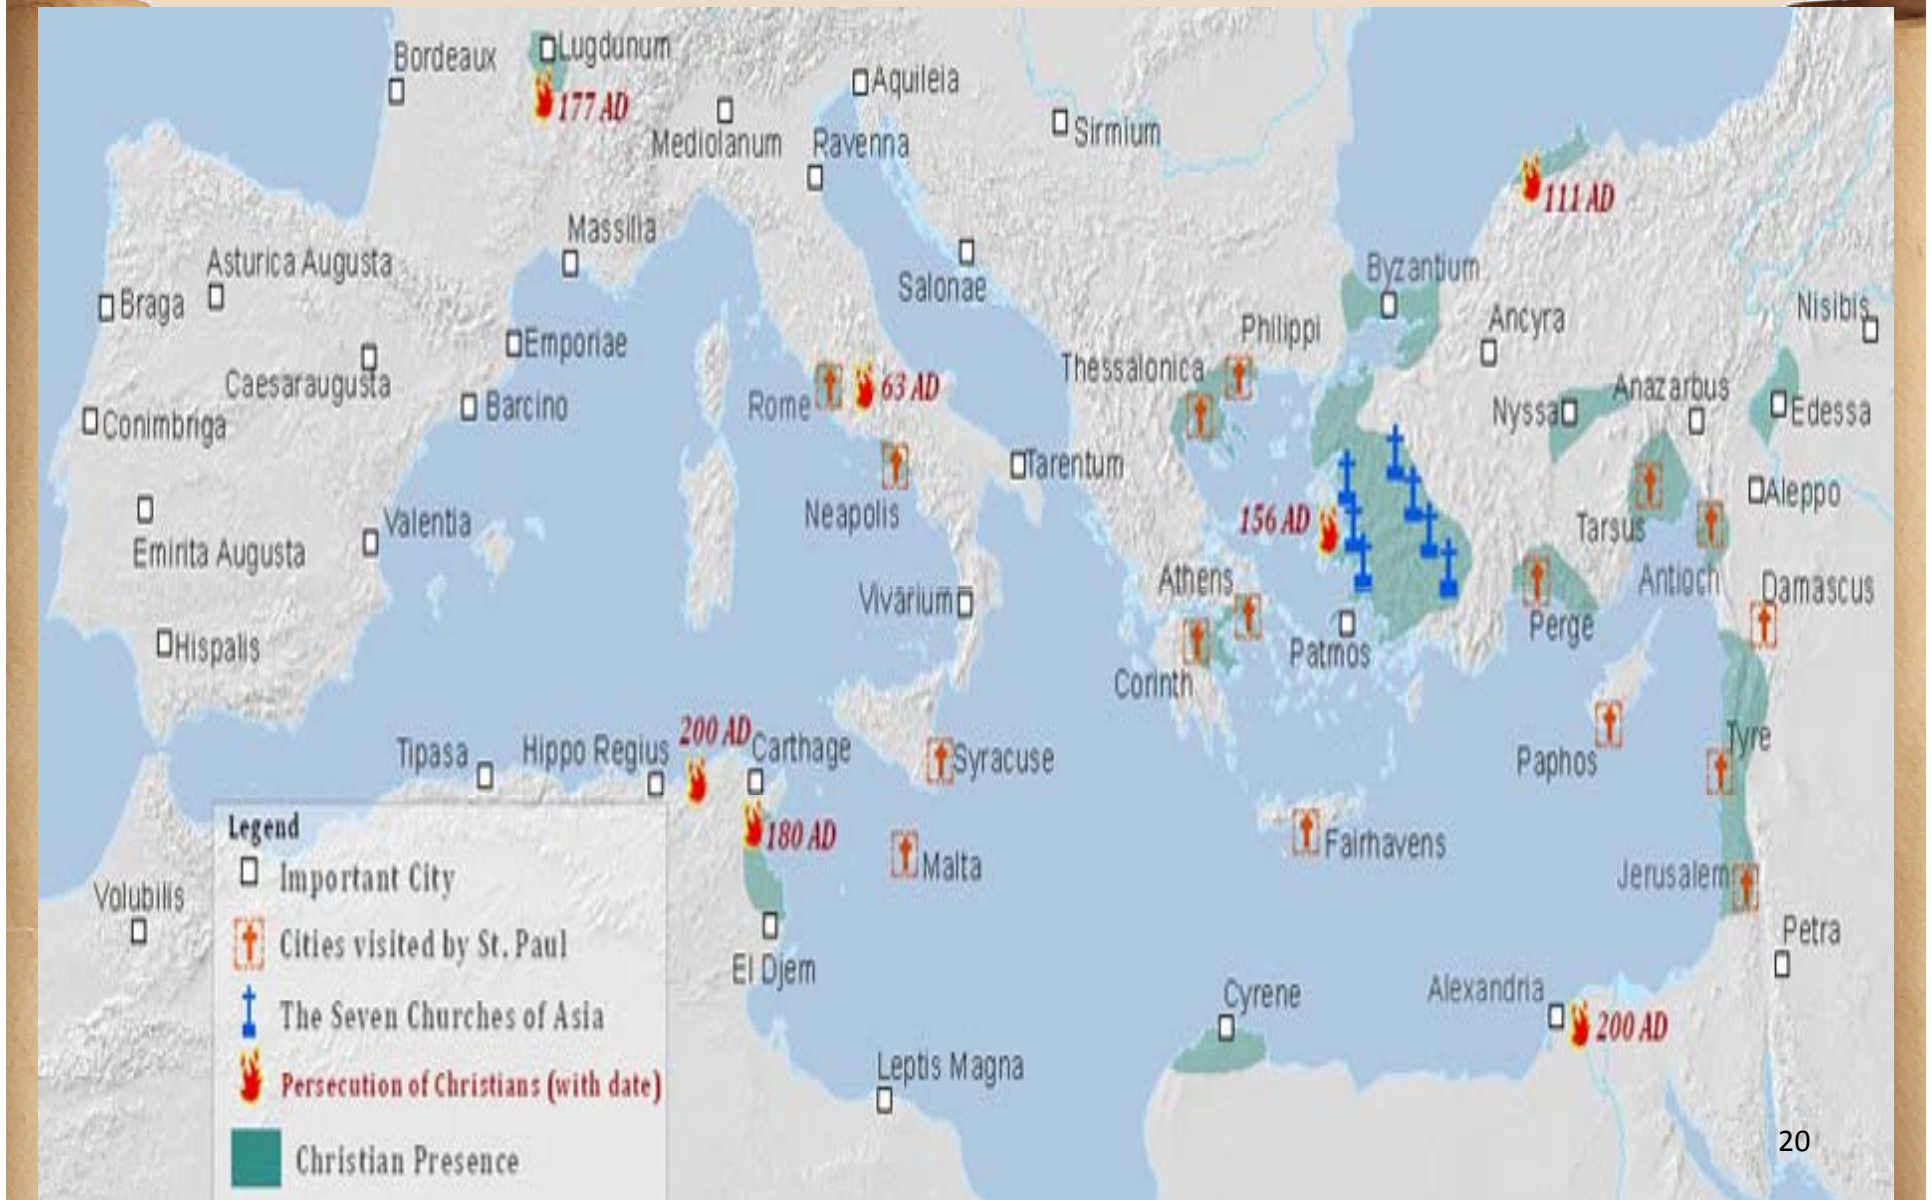 Bordeaux
Lugdunum
177 AD
Aquileia
Mediolanum
Ravenna
Sirmium
111 AD
Massilia
Asturica Augusta
Braga
Salonae
Byzantium
Nisibis
Ancyra
Philippi
Emporiae
Thessalonica
Caesaraugusta
Barcino
Rome
63 AD
Nyssa
Anazarbus
Edessa
Conimbriga
Tarentum
Aleppo
Neapolis
156 AD
Tarsus
Valentia
Emirita Augusta
Athens
Antioch
Damascus
Vivarium
Perge
Patmos
Hispalis
Corinth
200 AD
Tipasa
Hippo Regius
Carthage
Syracuse
Paphos
Tyre
180 AD
Malta
Fairhavens
Jerusalem
Volubilis
Petra
El Djem
Cyrene
Alexandria
200 AD
Leptis Magna
Legend
Important City
Cities visited by St. Paul
The Seven Churches of Asia
Persecution of Christians (with date)
Christian Presence
20